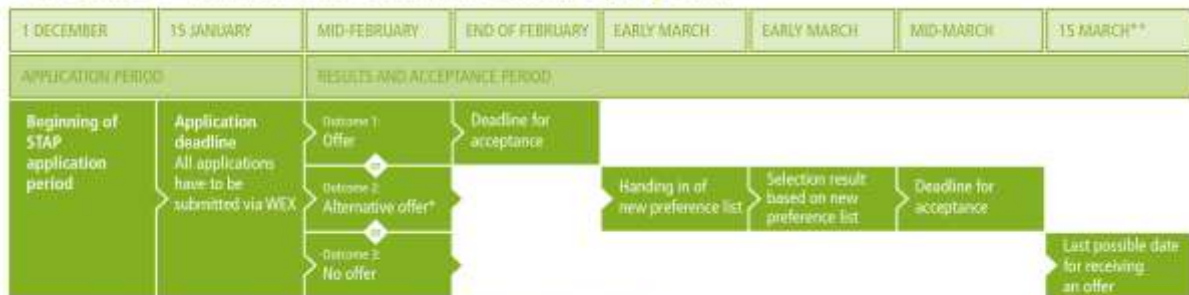 1 DECEMBER
15 JANUARY
MID-FEBRUARY
END OF FEBRUARY
EARLY MARCH
EARLY MARCH
MID-MARCH
15 MARCH**
APPLICATION PERIOD
RESULTS AND ACCEPTANCE PERIOD
Beginning of
STAP
application
period
Application
deadline
All applications
have to be
submitted via WEX
Outcome 1:
Offer
or
Outcome 2:
Alternative offer*
or
Outcome 3:
No offer
Deadline for
acceptance
Handing in of
new preference list
Selection result
based on new
preference list
Deadline for
acceptance
Last possible date
for receiving
an offer